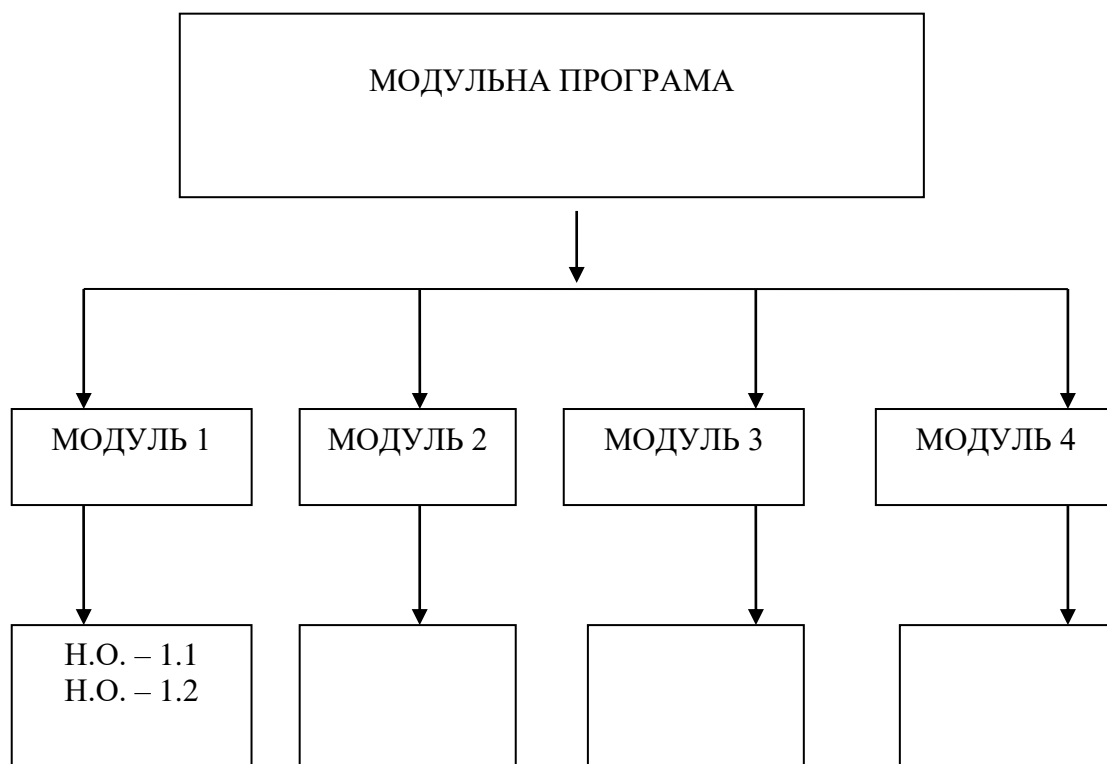 МОДУЛЬНА ПРОГРАМА
МОДУЛЬ 1
МОДУЛЬ 2
МОДУЛЬ 3
МОДУЛЬ 4
Н.О. – 1.1
Н.О. – 1.2